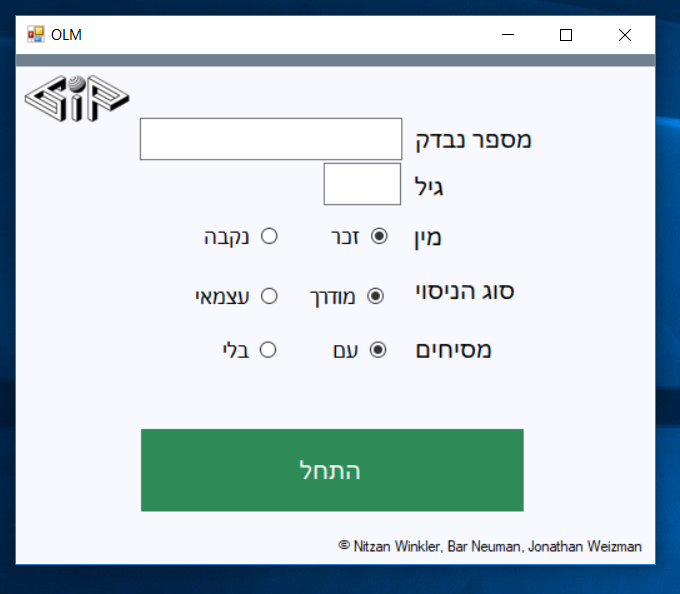 OLM
GiP
מספר נבדק
גיל
מין זכר נקבה
סוג הניסוי מודרך עצמאי
מסיחים עם בלי
התחל
© Nitzan Winkler, Bar Neuman, Jonathan Weizman